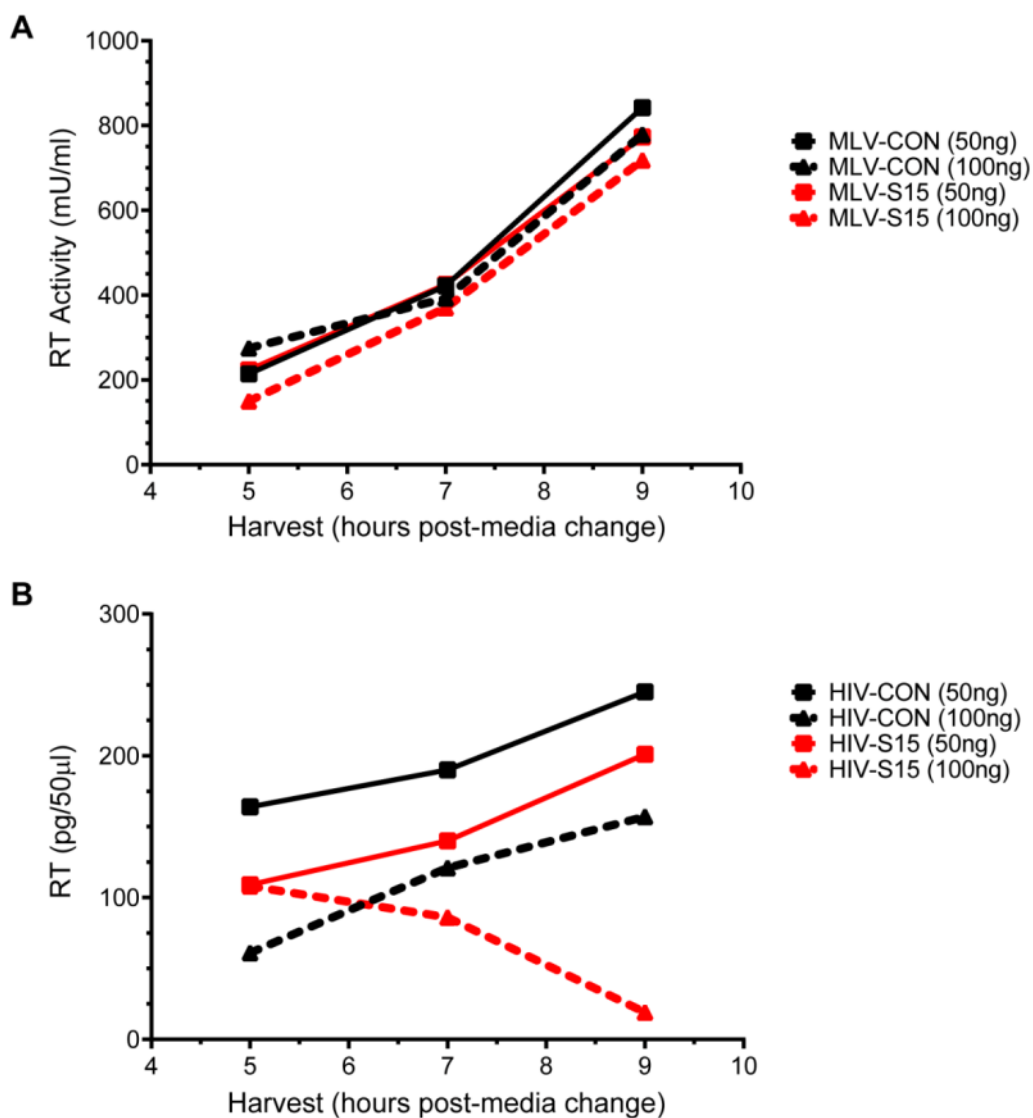 A
RT Activity (mU/ml)
1000
800
600
400
200
0
4 5 6 7 8 9 10
Harvest (hours post-media change)
MLV-CON (50ng)
MLV-CON (100ng)
MLV-S15 (50ng)
MLV-S15 (100ng)
B
RT (pg/50µl)
300
200
100
0
4 5 6 7 8 9 10
Harvest (hours post-media change)
HIV-CON (50ng)
HIV-CON (100ng)
HIV-S15 (50ng)
HIV-S15 (100ng)